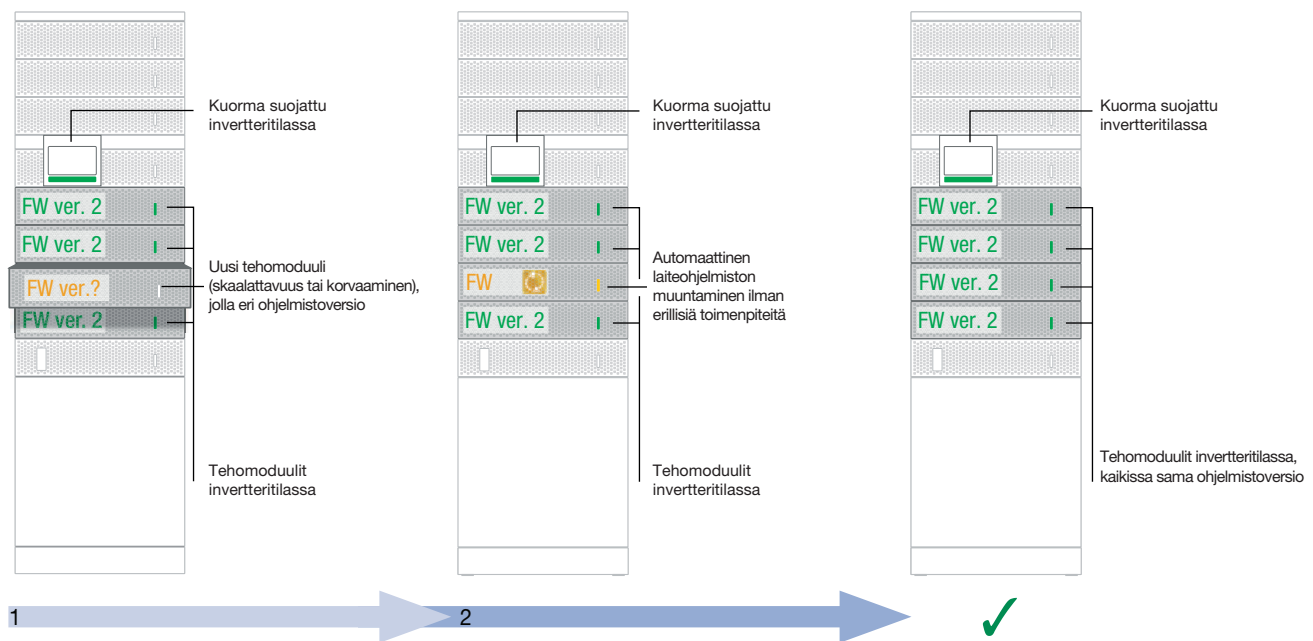 Kuorma suojattu
invertteritilassa
FW ver. 2
FW ver. 2
FW ver.?
FW ver. 2
Uusi tehomoduuli
(skaalattavuus tai korvaaminen),
jolla eri ohjelmistoversio
Tehomoduulit
invertteritilassa
Kuorma suojattu
invertteritilassa
FW ver. 2
FW ver. 2
FW
FW ver. 2
Automaattinen
laiteohjelmiston
muuntaminen ilman
erillisiä toimenpiteitä
Tehomoduulit
invertteritilassa
Kuorma suojattu
invertteritilassa
FW ver. 2
FW ver. 2
FW ver. 2
FW ver. 2
Tehomoduulit invertteritilassa,
kaikissa sama ohjelmistoversio
1
2